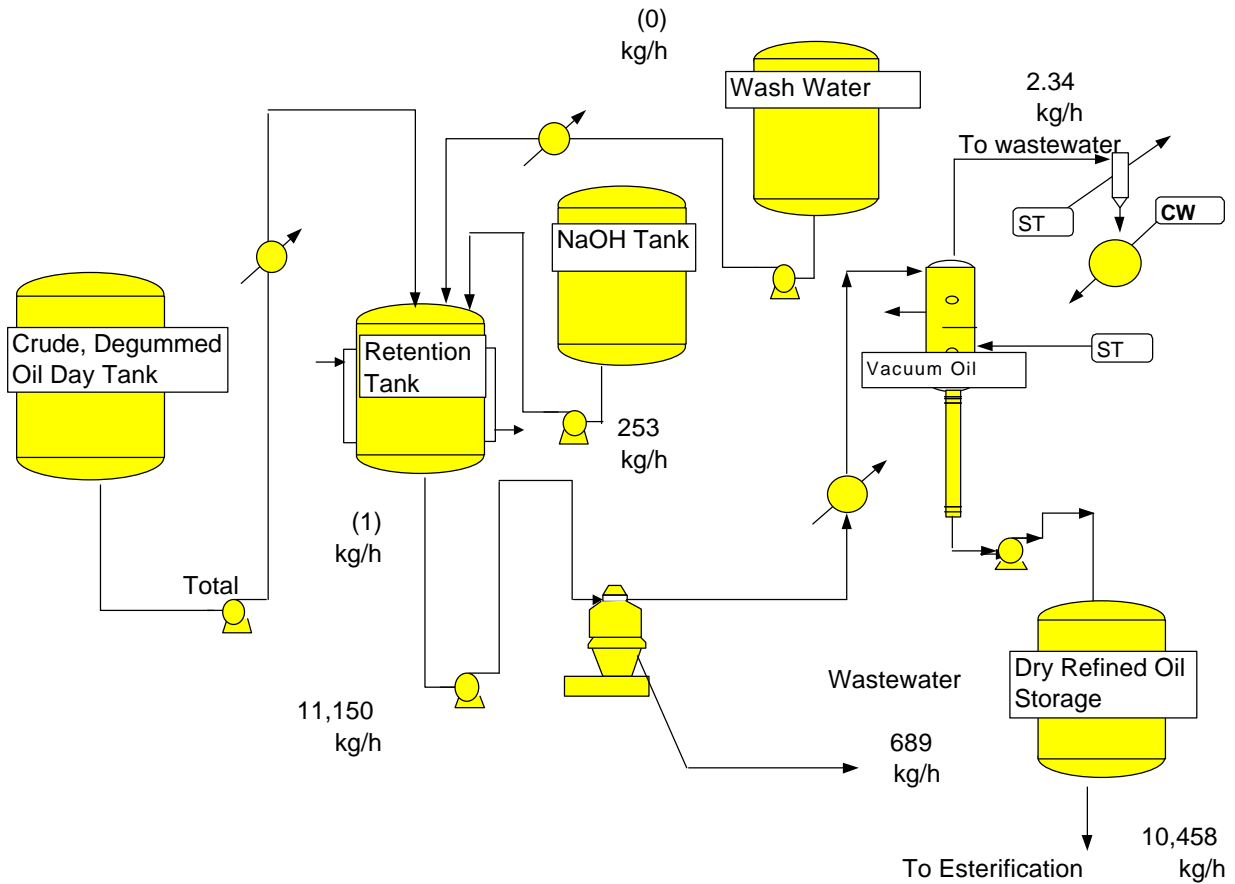 (0)
kg/h
Wash Water
2.34
kg/h
To wastewater
ST
CW
NaOH Tank
Crude, Degummed
Oil Day Tank
Retention
Tank
ST
Vacuum Oil
253
kg/h
(1)
kg/h
Total
Wastewater
Dry Refined Oil
Storage
11,150
kg/h
689
kg/h
10,458
kg/h
To Esterification